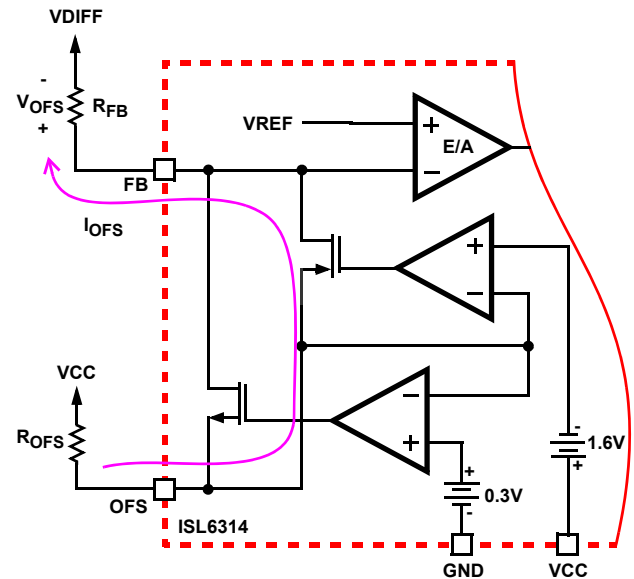 VDIFF
-
VOFS
+
RFB
VREF
+
E/A
-
FB
IOFS
+
-
VCC
ROFS
-
+
-
1.6V
+
+
0.3V
-
OFS
ISL6314
GND
VCC